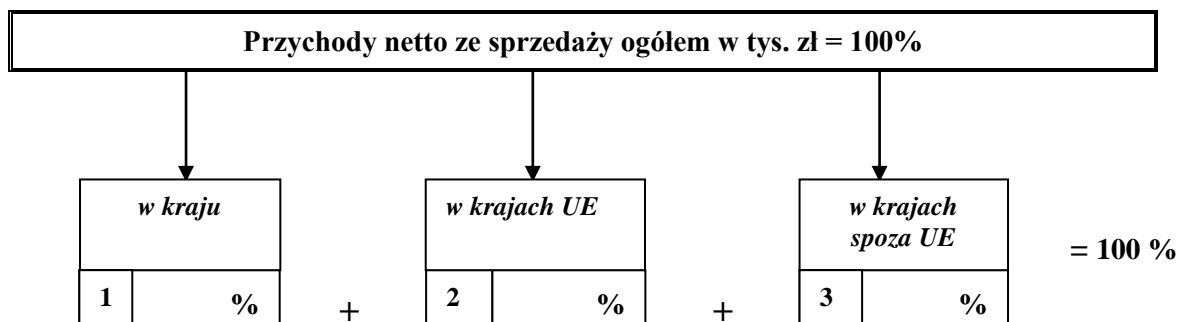 Przychody netto ze sprzedaży ogółem w tys. zł = 100%
w kraju
w krajach UE
w krajach
spoza UE
= 100 %
1 % + 2 % + 3 %